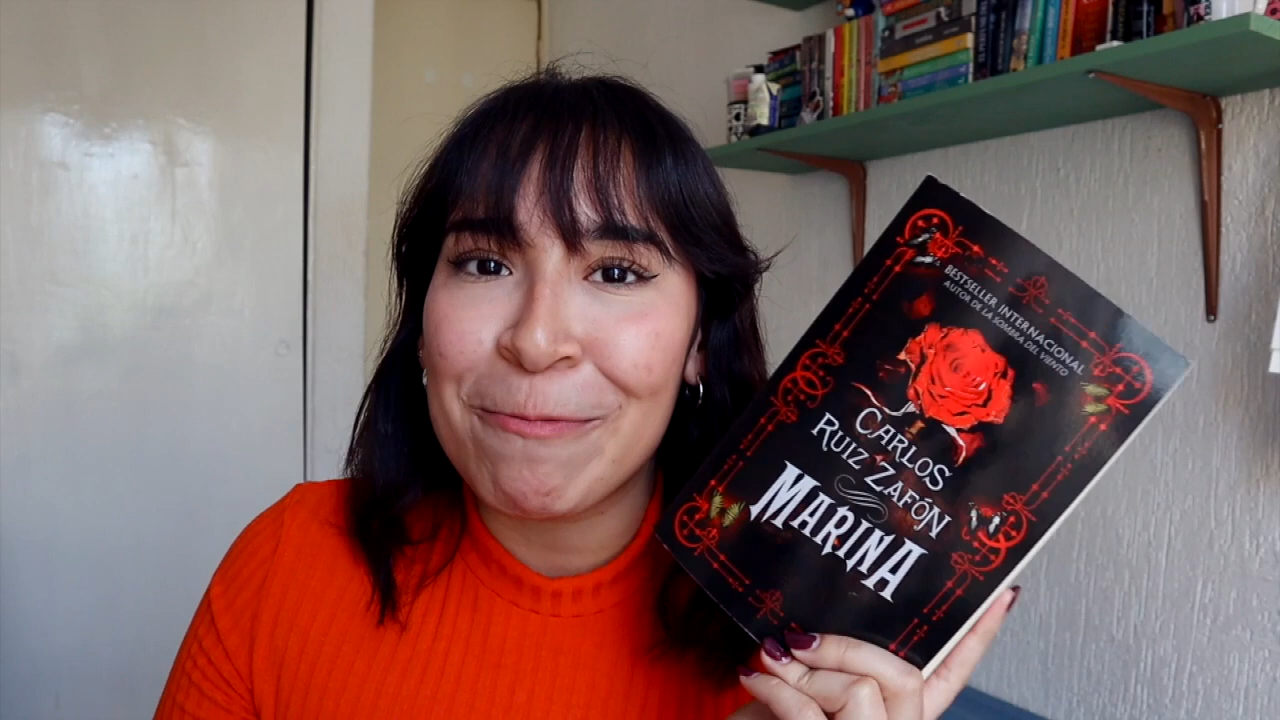 BESTSELLER INTERNACIONAL
AUTOR DE LA SOMBRA DEL VIENTO
CARLOS
RUIZ ZAFÓN
MARINA